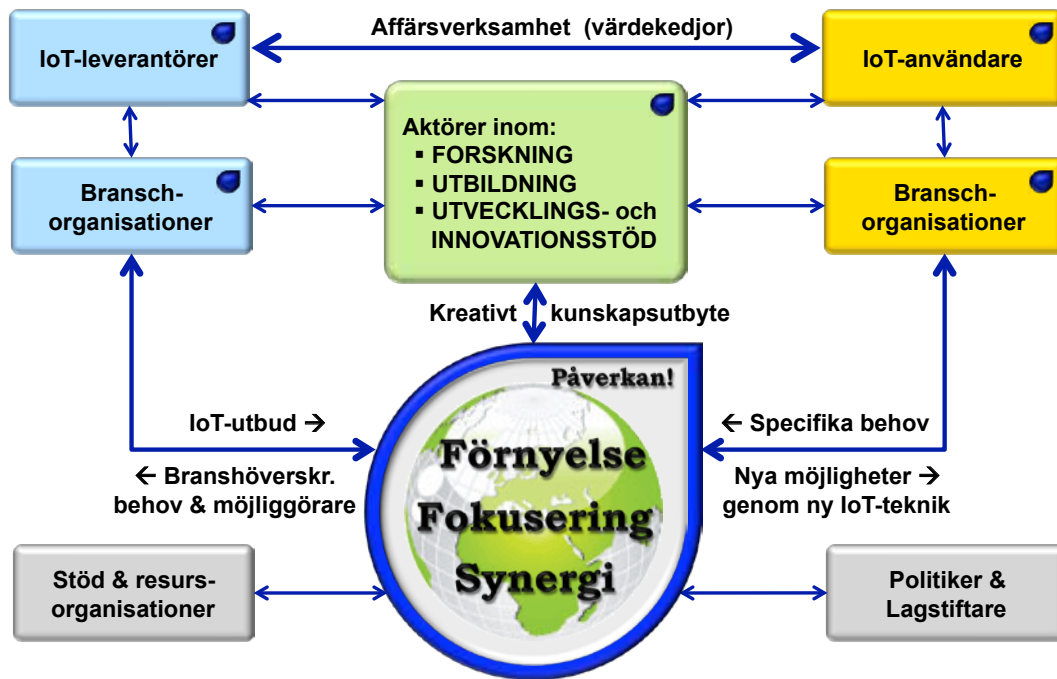 Affärsverksamhet (värdekedjor)
IoT-leverantörer
IoT-användare
Aktörer inom:
▪ FORSKNING
▪ UTBILDNING
▪ UTVECKLINGS- och
INNOVATIONSSTÖD
Bransch-
organisationer
Bransch-
organisationer
Kreativt kunskapsutbyte
Påverkan!
IoT-utbud →
← Branshöverskr.
behov & möjliggörare
← Specifika behov
Nya möjligheter →
genom ny IoT-teknik
Förnyelse
Fokusering
Synergi
Stöd & resurs-
organisationer
Politiker &
Lagstiftare